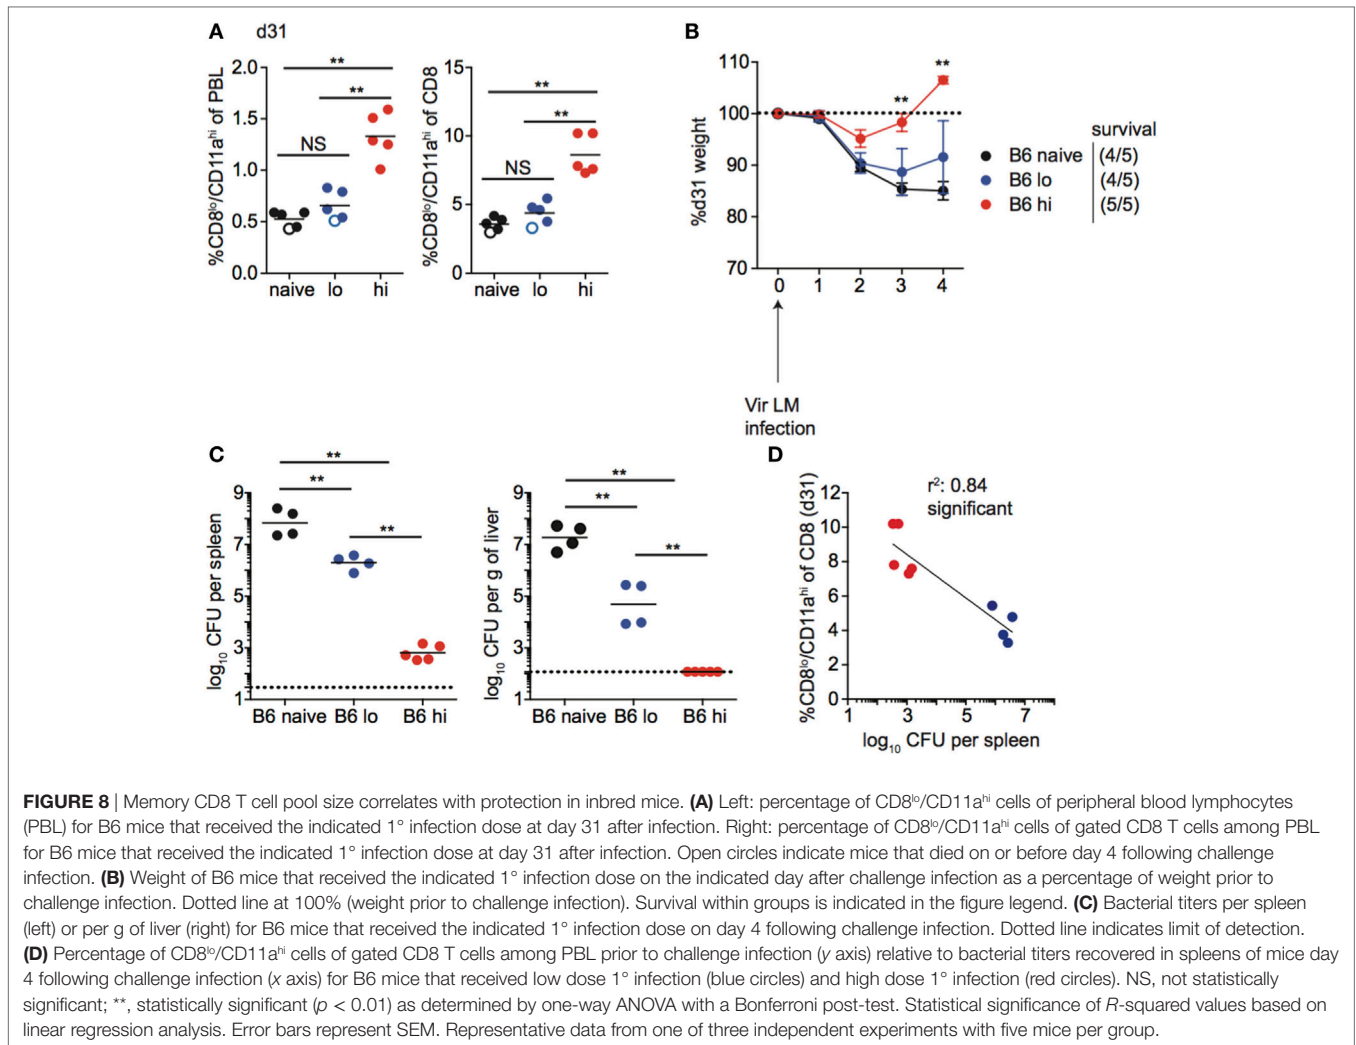 A d31
%CD8lo/CD11ahi of PBL
2.0
1.5
1.0
0.5
0.0
**
**
NS
naive lo hi
%CD8lo/CD11ahi of CD8
15
10
5
0
**
**
NS
naive lo hi
B
%d31 weight
110
100
90
80
70
**
**
0 1 2 3 4
Vir LM
infection
survival
B6 naive (4/5)
B6 lo (4/5)
B6 hi (5/5)
C
log10 CFU per spleen
9
7
5
3
1
**
**
**
B6 naive B6 lo B6 hi
log10 CFU per g of liver
9
7
5
3
1
**
**
**
B6 naive B6 lo B6 hi
D
r2: 0.84
significant
%CD8lo/CD11ahi of CD8 (d31)
12
10
8
6
4
2
0
1 3 5 7
log10 CFU per spleen
FIGURE 8 | Memory CD8 T cell pool size correlates with protection in inbred mice. (A) Left: percentage of CD8lo/CD11ahi cells of peripheral blood lymphocytes
(PBL) for B6 mice that received the indicated 1° infection dose at day 31 after infection. Right: percentage of CD8lo/CD11ahi cells of gated CD8 T cells among PBL
for B6 mice that received the indicated 1° infection dose at day 31 after infection. Open circles indicate mice that died on or before day 4 following challenge
infection. (B) Weight of B6 mice that received the indicated 1° infection dose on the indicated day after challenge infection as a percentage of weight prior to
challenge infection. Dotted line at 100% (weight prior to challenge infection). Survival within groups is indicated in the figure legend. (C) Bacterial titers per spleen
(left) or per g of liver (right) for B6 mice that received the indicated 1° infection dose on day 4 following challenge infection. Dotted line indicates limit of detection.
(D) Percentage of CD8lo/CD11ahi cells of gated CD8 T cells among PBL prior to challenge infection (y axis) relative to bacterial titers recovered in spleens of mice day
4 following challenge infection (x axis) for B6 mice that received low dose 1° infection (blue circles) and high dose 1° infection (red circles). NS, not statistically
significant; **, statistically significant (p < 0.01) as determined by one-way ANOVA with a Bonferroni post-test. Statistical significance of R-squared values based on
linear regression analysis. Error bars represent SEM. Representative data from one of three independent experiments with five mice per group.